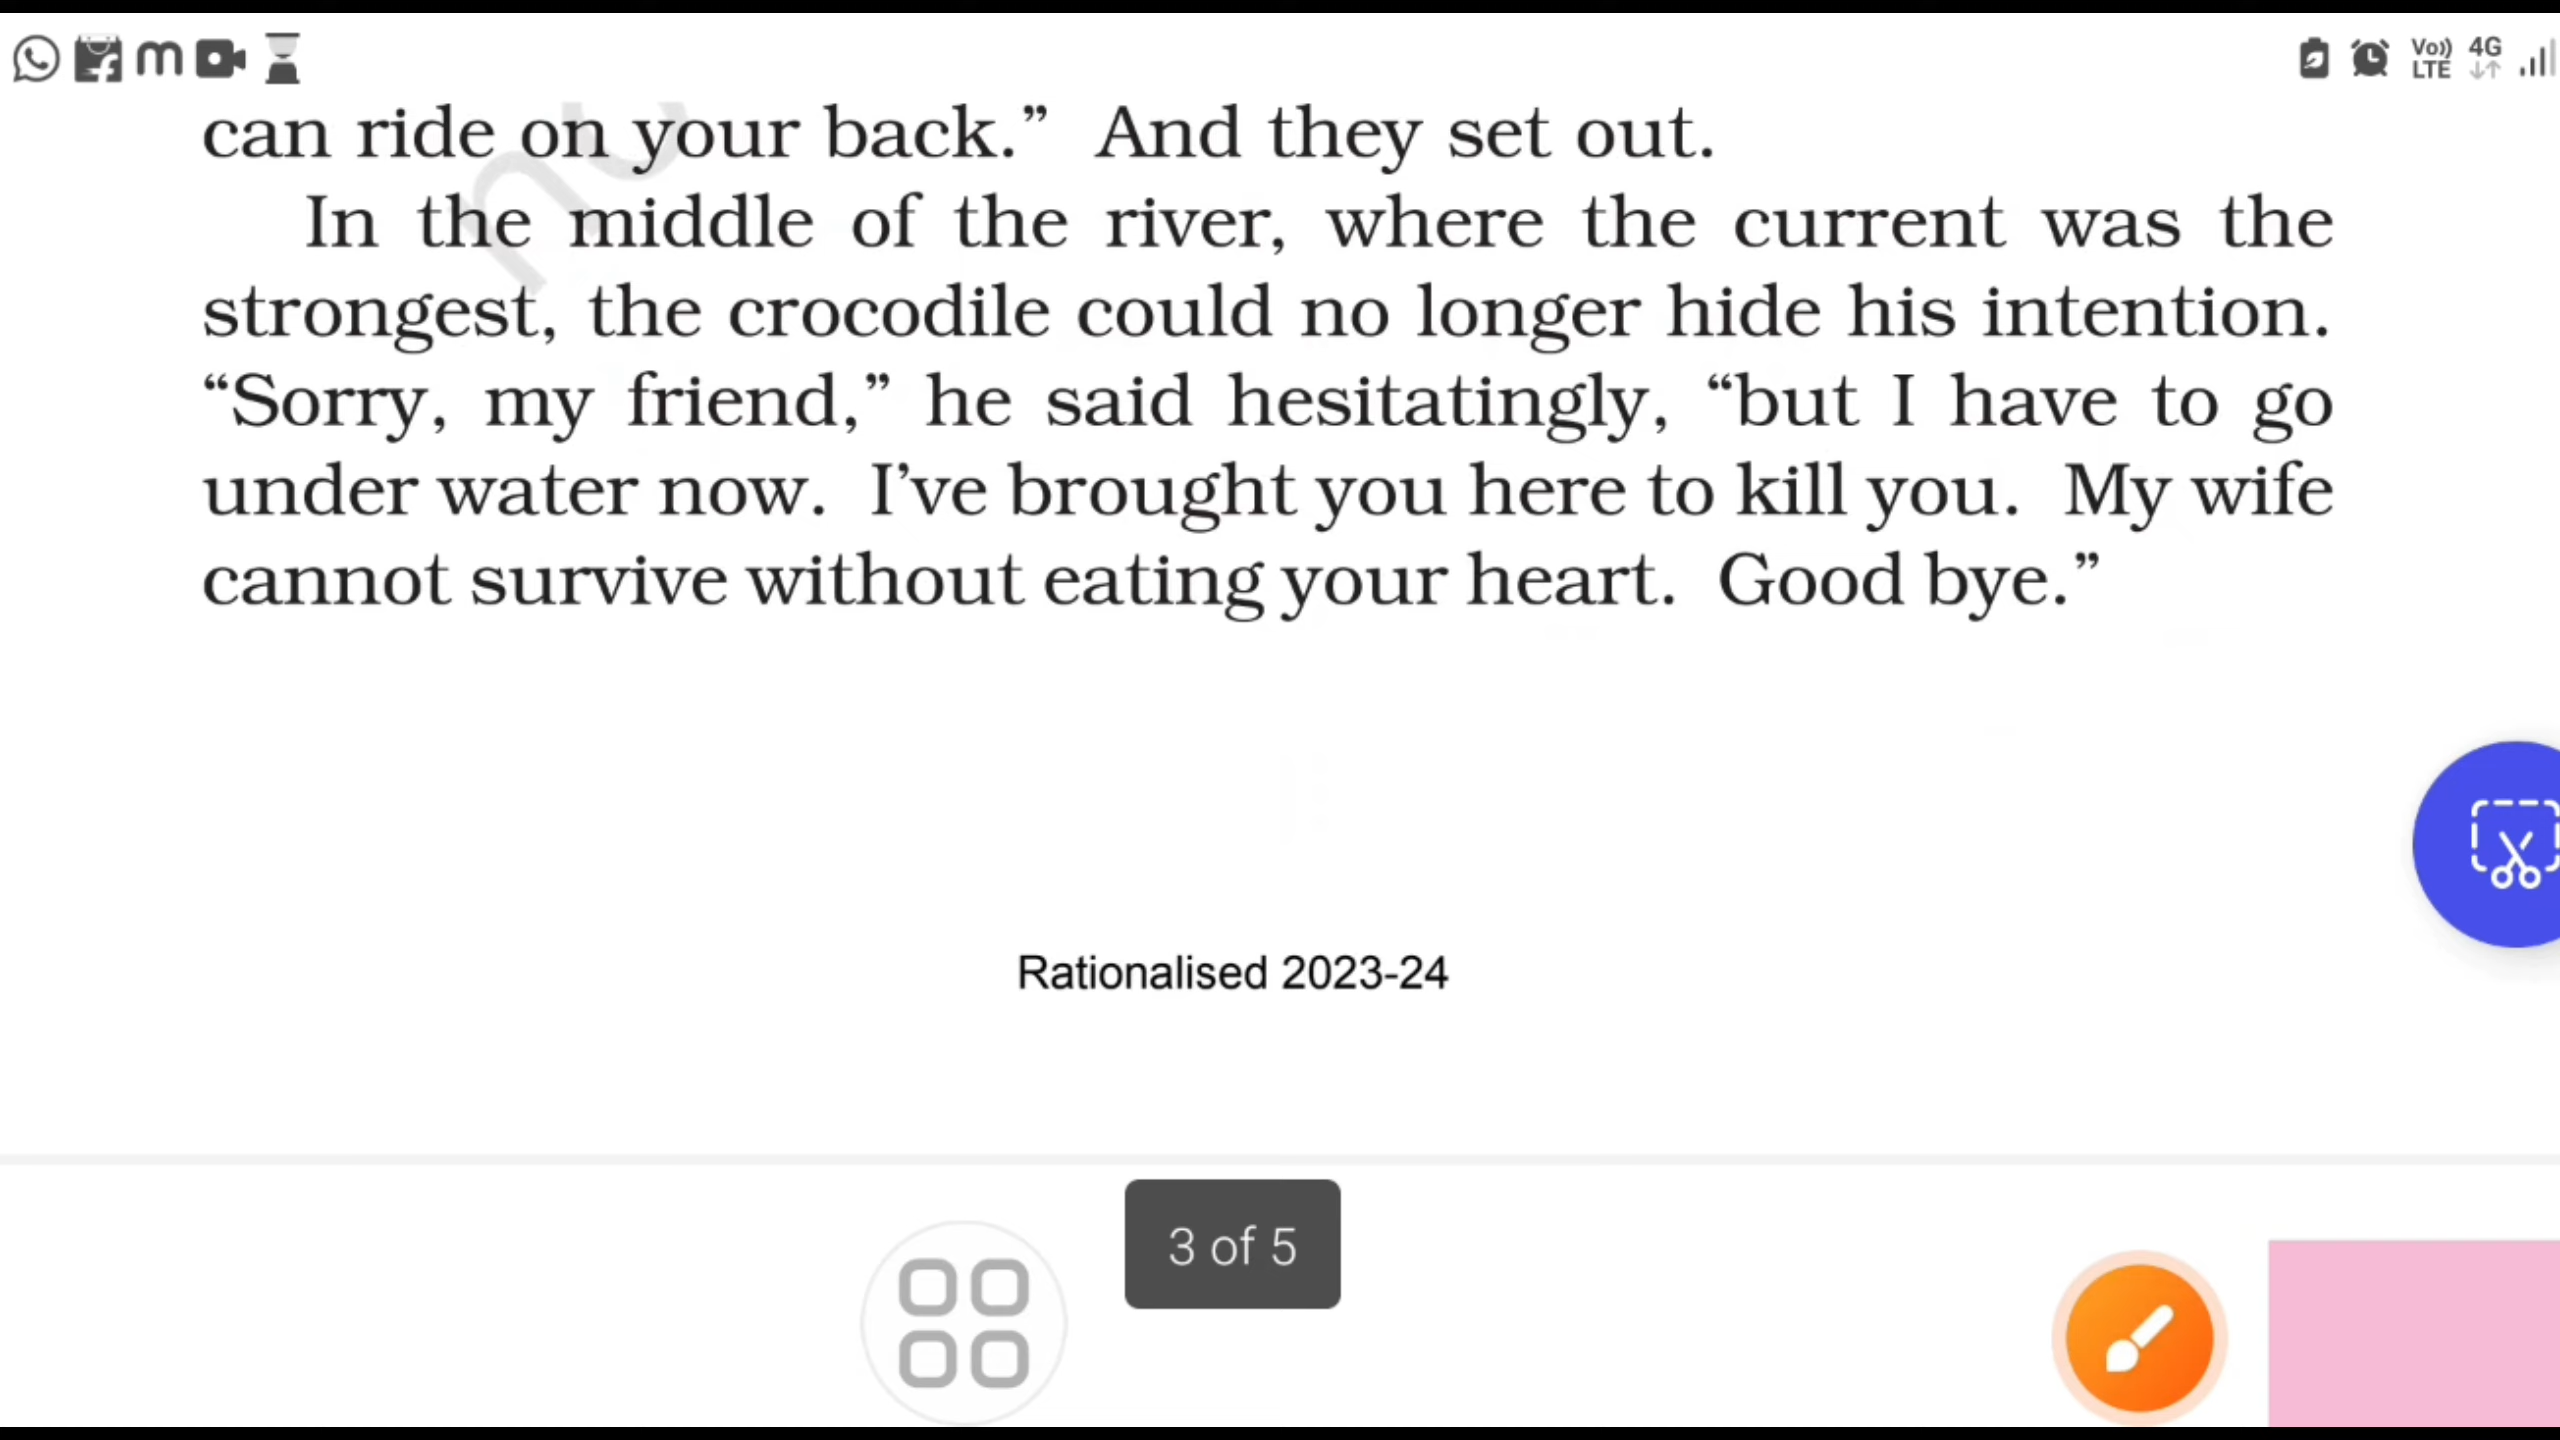 Vo)) 4G
LTE
can ride on your back.” And they set out.
In the middle of the river, where the current was the
strongest, the crocodile could no longer hide his intention.
“Sorry, my friend,” he said hesitatingly, “but I have to go
under water now. I’ve brought you here to kill you. My wife
cannot survive without eating your heart. Good bye.”
Rationalised 2023-24
3 of 5